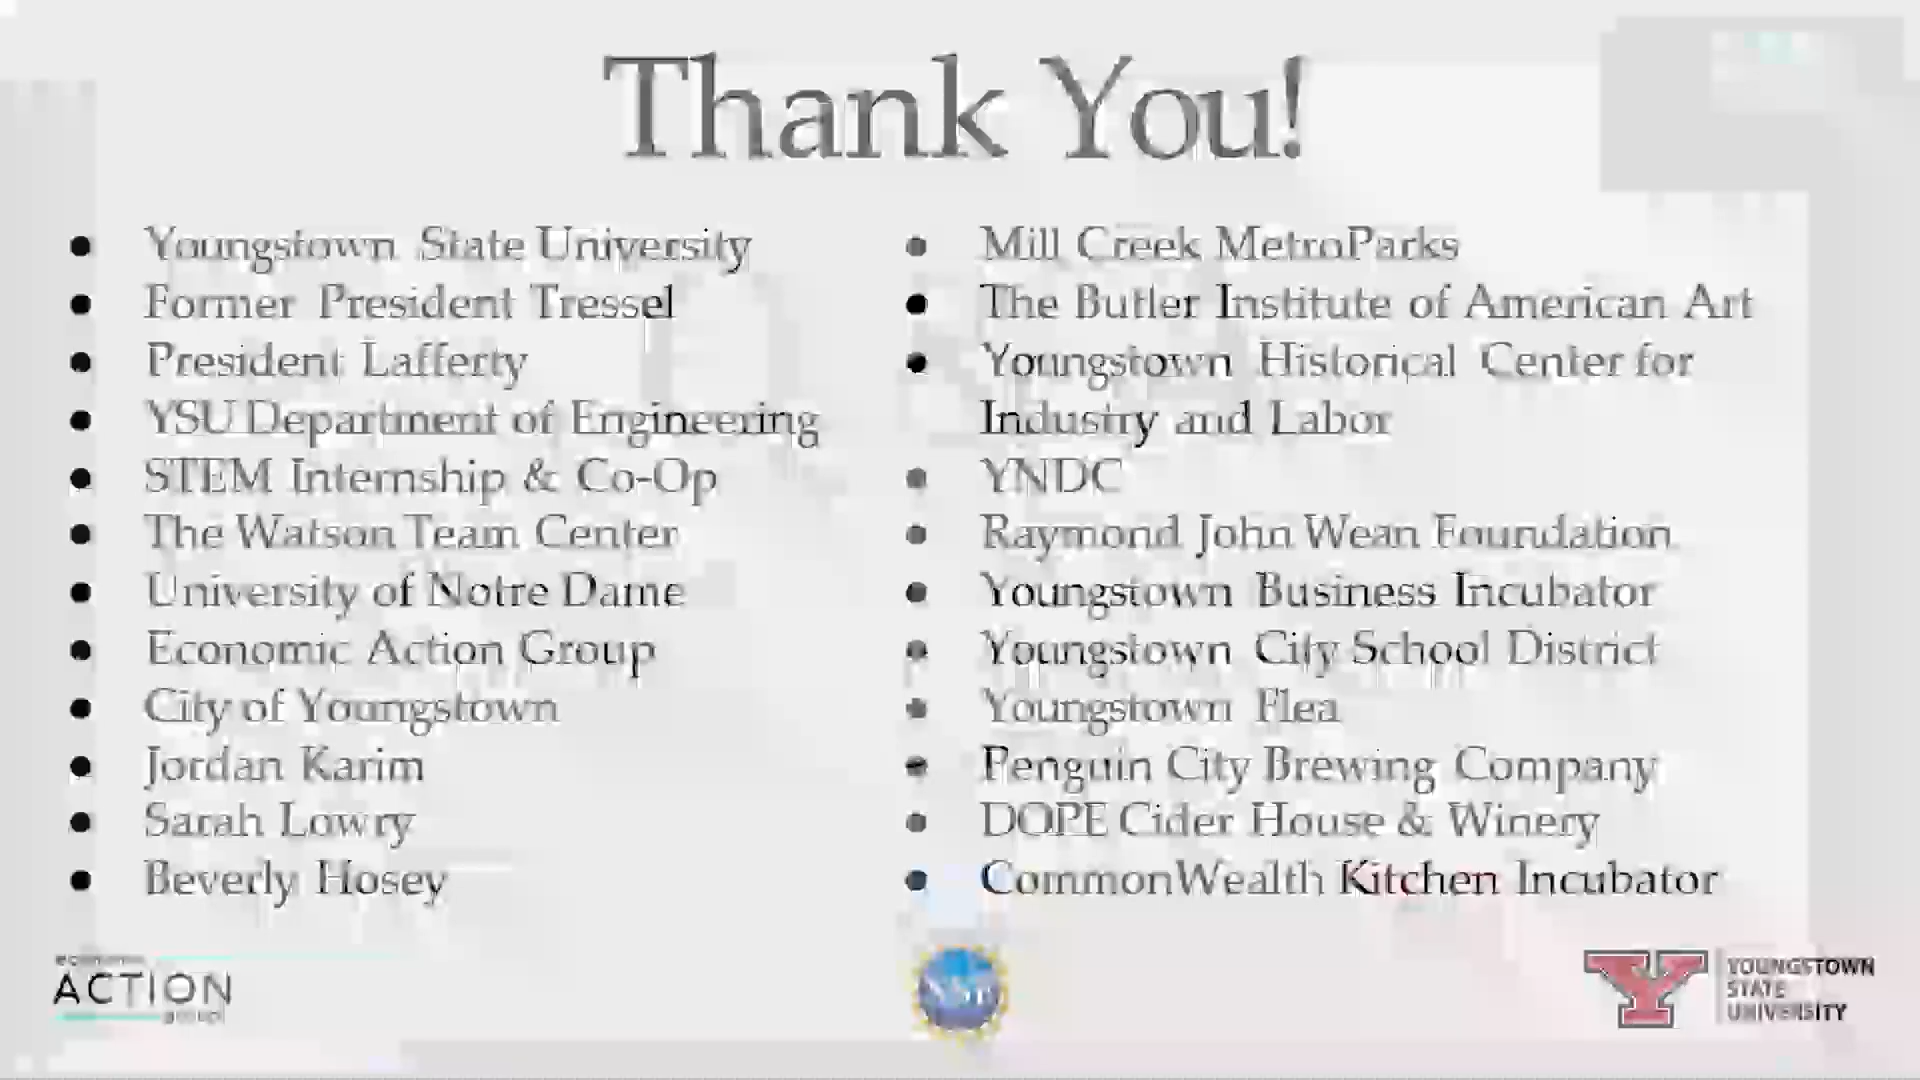 Thank You!
Youngstown State University
Former President Tressel
President Lafferty
YSU Department of Engineering
STEM Internship & Co-Op
The Watson Team Center
University of Notre Dame
Economic Action Group
City of Youngstown
Jordan Karim
Sarah Lowry
Beverly Hosey
Mill Creek MetroParks
The Butler Institute of American Art
Youngstown Historical Center for
Industry and Labor
YNDC
Raymond John Wean Foundation
Youngstown Business Incubator
Youngstown City School District
Youngstown Flea
Penguin City Brewing Company
DOPE Cider House & Winery
CommonWealth Kitchen Incubator
economic
ACTION
group
NSF
Y
YOUNGSTOWN
STATE
UNIVERSITY